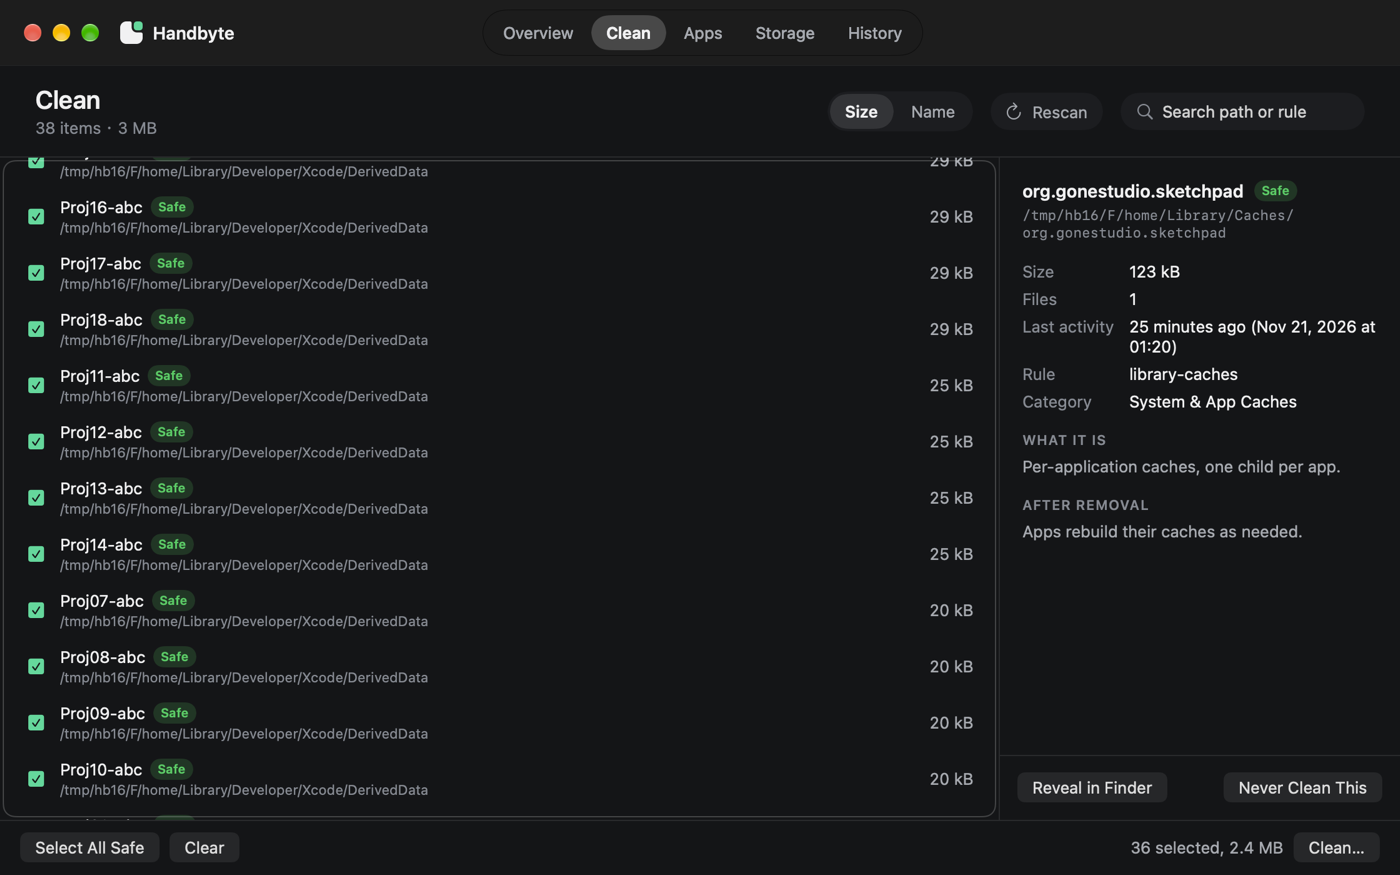 Handbyte
Overview
Clean
Apps
Storage
History
Clean
38 items · 3 MB
Size
Name
Rescan
Search path or rule
29 kB
/tmp/hb16/F/home/Library/Developer/Xcode/DerivedData
Proj16-abc Safe
29 kB
/tmp/hb16/F/home/Library/Developer/Xcode/DerivedData
Proj17-abc Safe
29 kB
/tmp/hb16/F/home/Library/Developer/Xcode/DerivedData
Proj18-abc Safe
29 kB
/tmp/hb16/F/home/Library/Developer/Xcode/DerivedData
Proj11-abc Safe
25 kB
/tmp/hb16/F/home/Library/Developer/Xcode/DerivedData
Proj12-abc Safe
25 kB
/tmp/hb16/F/home/Library/Developer/Xcode/DerivedData
Proj13-abc Safe
25 kB
/tmp/hb16/F/home/Library/Developer/Xcode/DerivedData
Proj14-abc Safe
25 kB
/tmp/hb16/F/home/Library/Developer/Xcode/DerivedData
Proj07-abc Safe
20 kB
/tmp/hb16/F/home/Library/Developer/Xcode/DerivedData
Proj08-abc Safe
20 kB
/tmp/hb16/F/home/Library/Developer/Xcode/DerivedData
Proj09-abc Safe
20 kB
/tmp/hb16/F/home/Library/Developer/Xcode/DerivedData
Proj10-abc Safe
20 kB
/tmp/hb16/F/home/Library/Developer/Xcode/DerivedData
org.gonestudio.sketchpad Safe
/tmp/hb16/F/home/Library/Caches/
org.gonestudio.sketchpad
Size 123 kB
Files 1
Last activity 25 minutes ago (Nov 21, 2026 at
01:20)
Rule library-caches
Category System & App Caches
WHAT IT IS
Per-application caches, one child per app.
AFTER REMOVAL
Apps rebuild their caches as needed.
Reveal in Finder
Never Clean This
Select All Safe
Clear
36 selected, 2.4 MB
Clean...